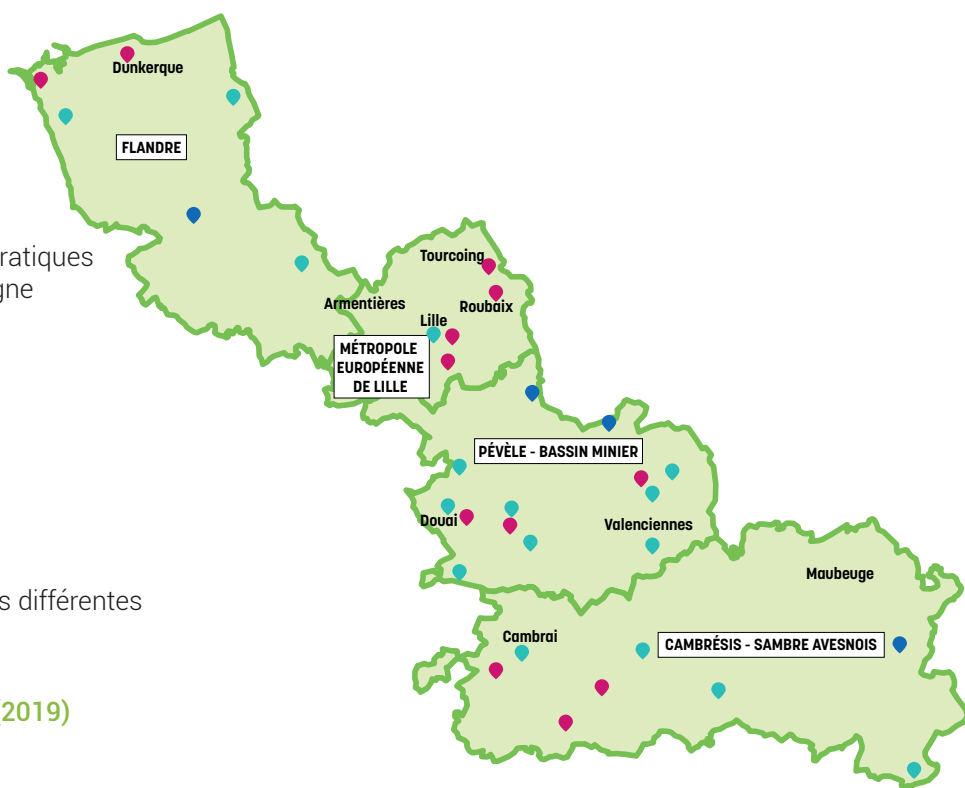 Dunkerque
FLANDRE
ratiques
gne
Tourcoing
Armentières
Roubaix
Lille
MÉTROPOLE
EUROPÉENNE
DE LILLE
PÉVÈLE - BASSIN MINIER
Douai
Valenciennes
Maubeuge
s différentes
Cambrai
CAMBRÉSIS - SAMBRE AVESNOIS
(2019)